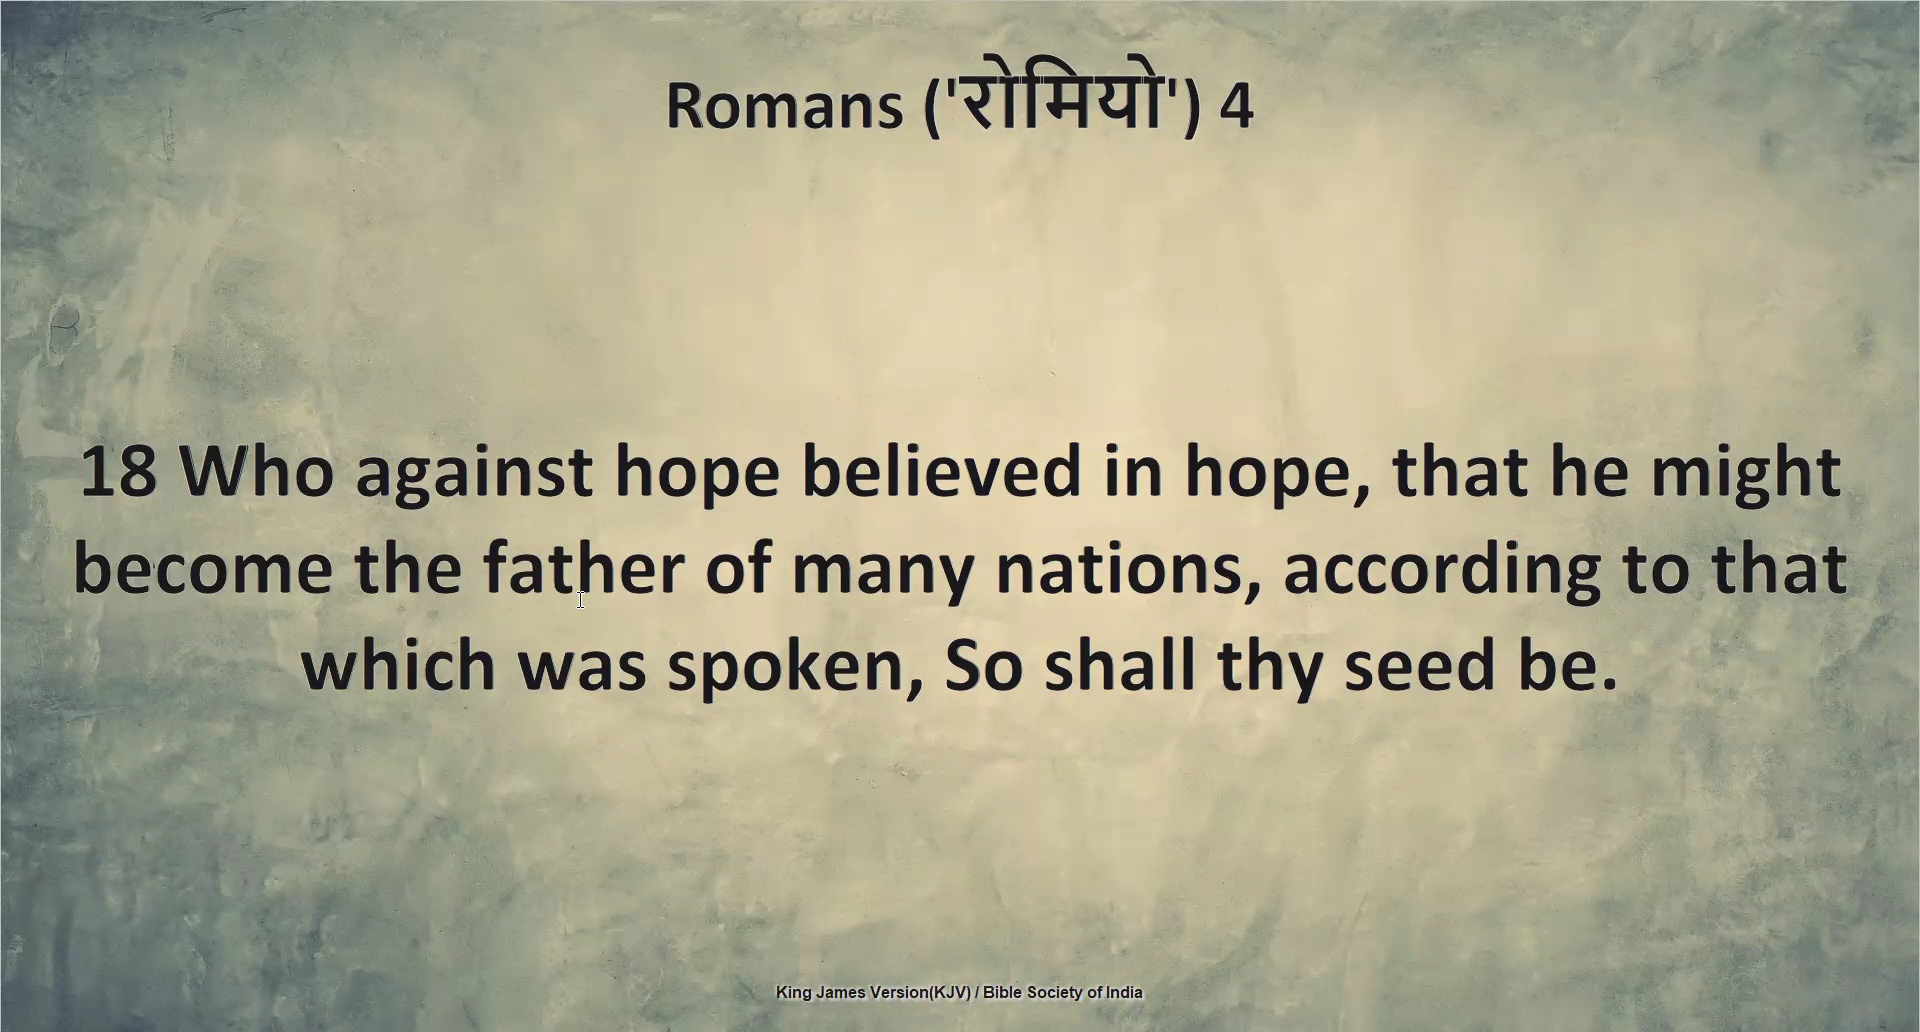 Romans ('रोमियो') 4
18 Who against hope believed in hope, that he might
become the father of many nations, according to that
which was spoken, So shall thy seed be.
King James Version(KJV) / Bible Society of India